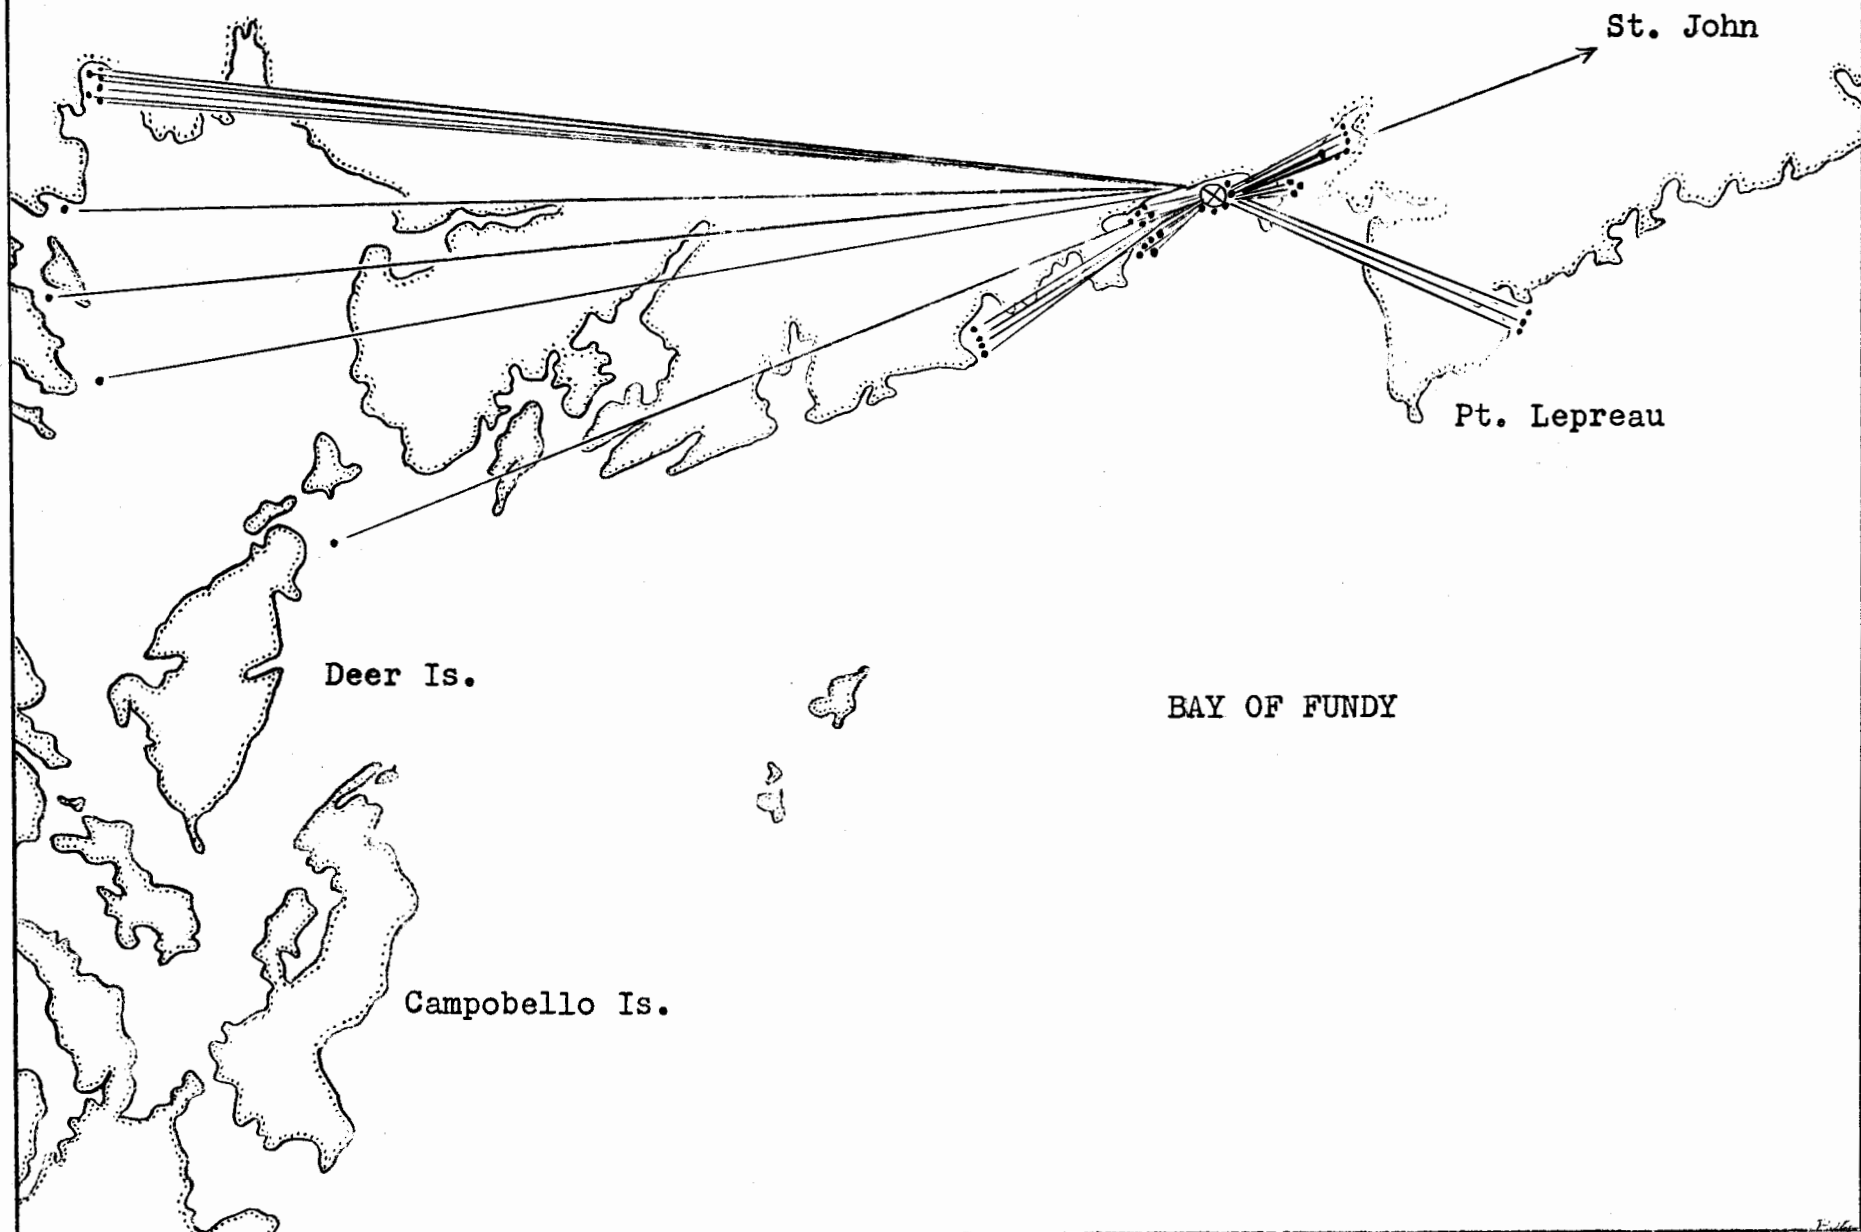 St. John
Pt. Lepreau
Deer Is.
BAY OF FUNDY
Campobello Is.